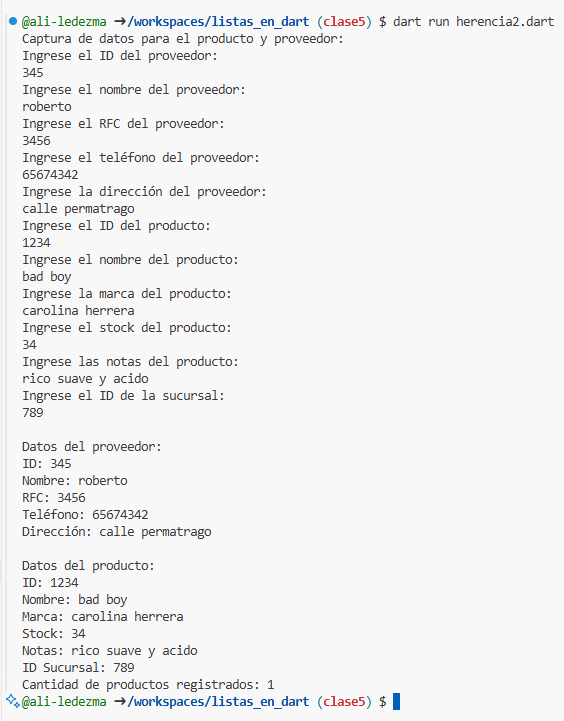 @ali-ledezma →/workspaces/listas_en_dart (clase5) $ dart run herencia2.dart
Captura de datos para el producto y proveedor:
Ingrese el ID del proveedor:
345
Ingrese el nombre del proveedor:
roberto
Ingrese el RFC del proveedor:
3456
Ingrese el teléfono del proveedor:
65674342
Ingrese la dirección del proveedor:
calle permatrago
Ingrese el ID del producto:
1234
Ingrese el nombre del producto:
bad boy
Ingrese la marca del producto:
carolina herrera
Ingrese el stock del producto:
34
Ingrese las notas del producto:
rico suave y acido
Ingrese el ID de la sucursal:
789
Datos del proveedor:
ID: 345
Nombre: roberto
RFC: 3456
Teléfono: 65674342
Dirección: calle permatrago
Datos del producto:
ID: 1234
Nombre: bad boy
Marca: carolina herrera
Stock: 34
Notas: rico suave y acido
ID Sucursal: 789
Cantidad de productos registrados: 1
@ali-ledezma →/workspaces/listas_en_dart (clase5) $